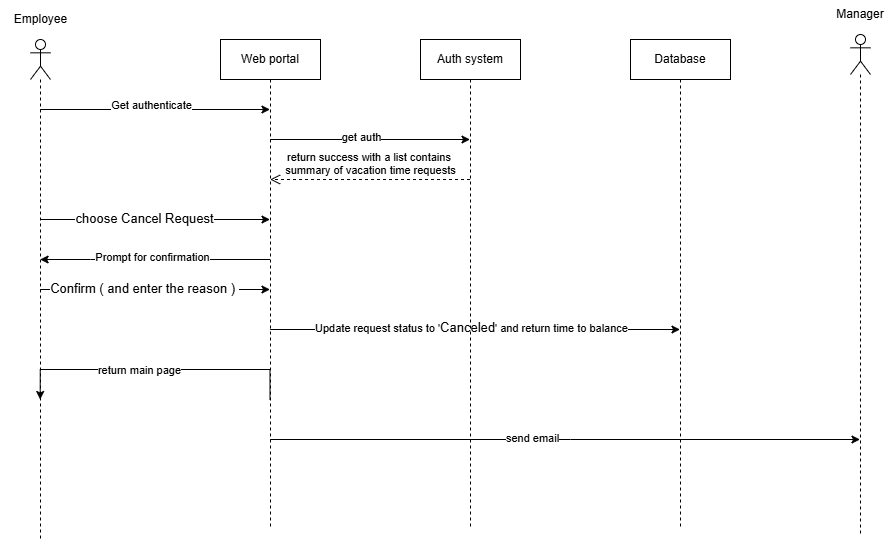 Employee
Manager
Web portal
Auth system
Database
Get authenticate
get auth
return success with a list contains
summary of vacation time requests
choose Cancel Request
Prompt for confirmation
Confirm ( and enter the reason )
Update request status to 'Canceled' and return time to balance
return main page
send email